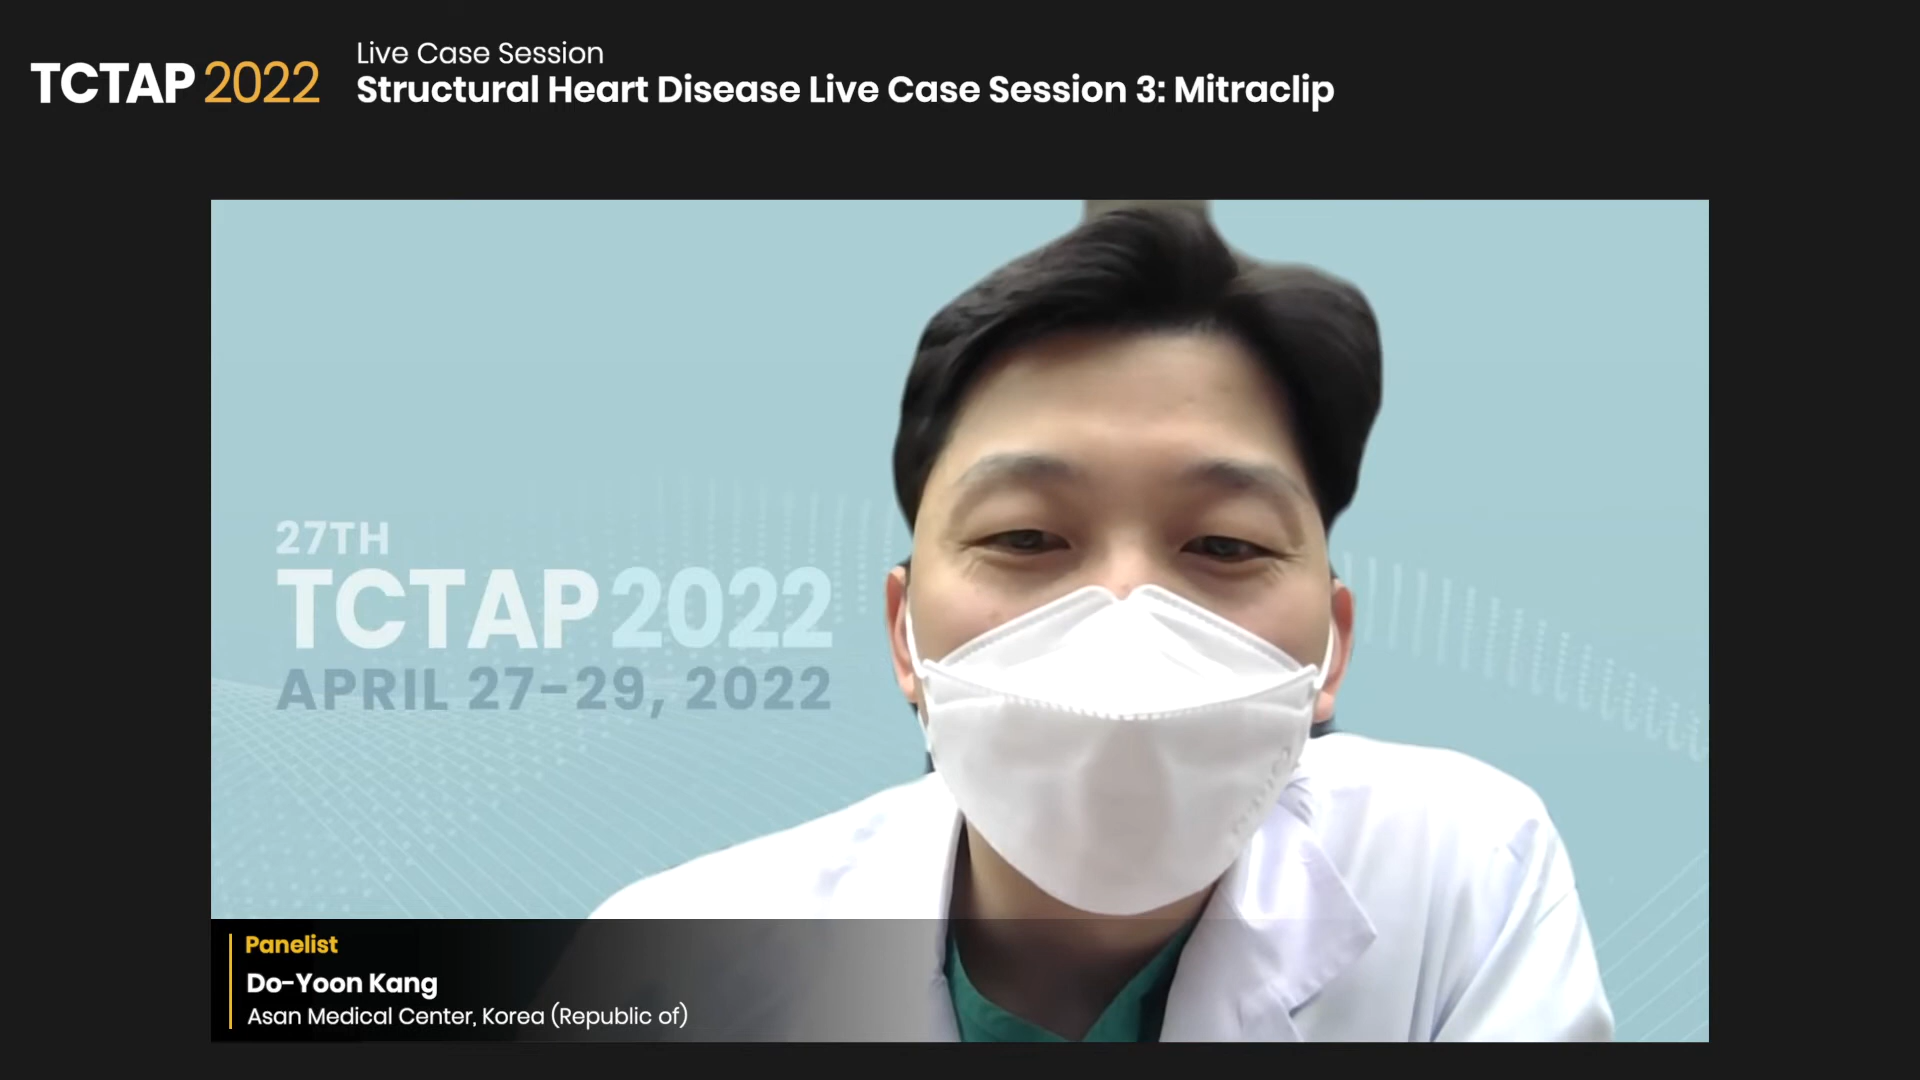 TCTAP 2022
Live Case Session
Structural Heart Disease Live Case Session 3: Mitraclip
27TH
TCTAP 2022
APRIL 27-29, 2022
Panelist
Do-Yoon Kang
Asan Medical Center, Korea (Republic of)